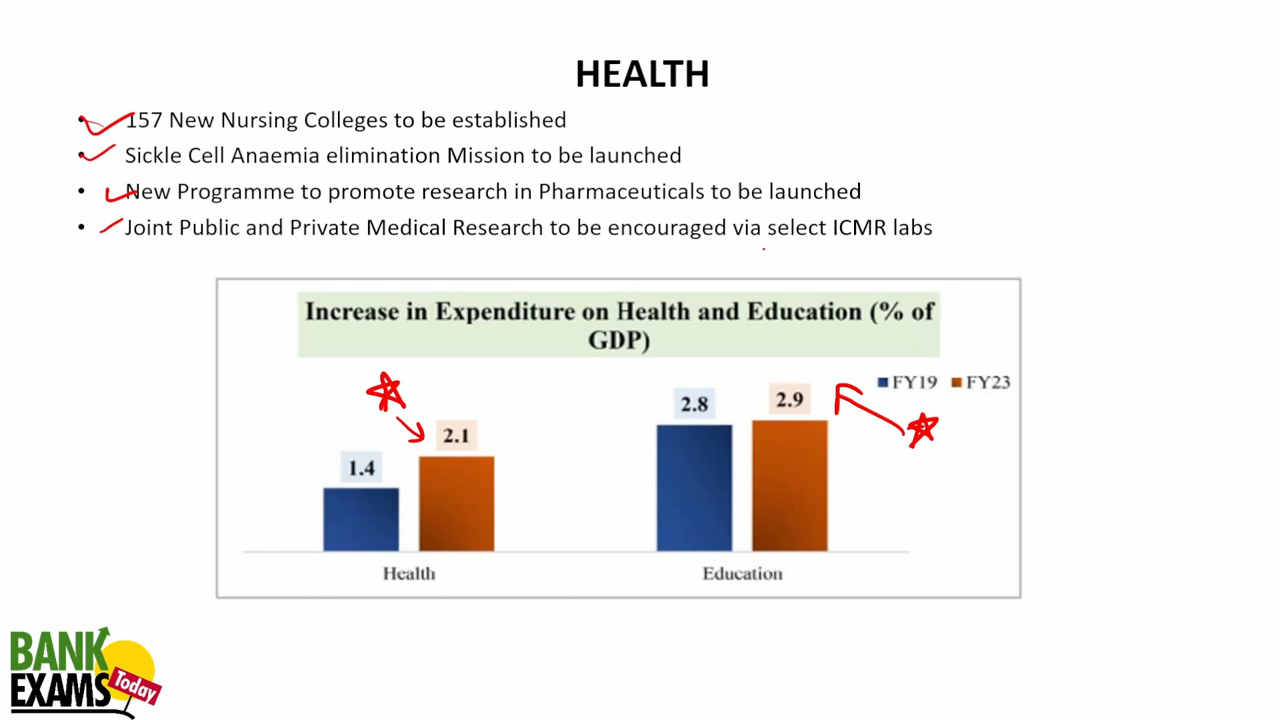 HEALTH
• 157 New Nursing Colleges to be established
• Sickle Cell Anaemia elimination Mission to be launched
• New Programme to promote research in Pharmaceuticals to be launched
• Joint Public and Private Medical Research to be encouraged via select ICMR labs
Increase in Expenditure on Health and Education (% of
GDP)
FY19 FY23
2.8 2.9
1.4 2.1
Health Education
BANK
EXAMS Today